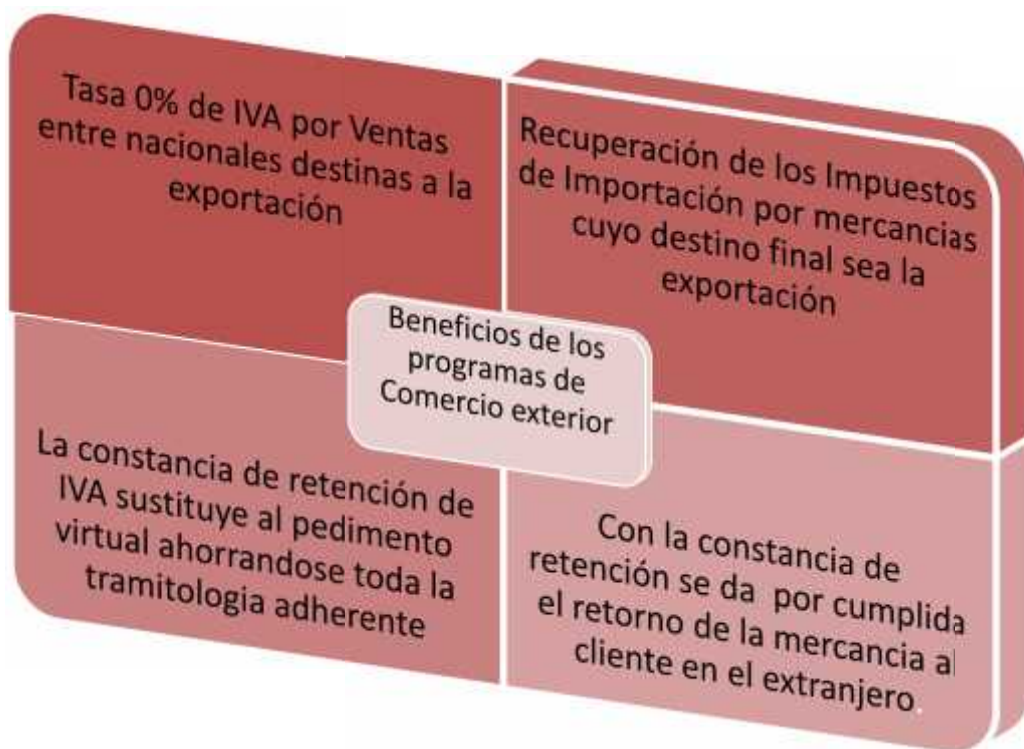 Tasa 0% de IVA por Ventas
entre nacionales destinas a la
exportación
Recuperación de los Impuestos
de Importación por mercancias
cuyo destino final sea la
exportación
Beneficios de los
programas de
Comercio exterior
La constancia de retención de
IVA sustituye al pedimento
virtual ahorrandose toda la
tramitologia adherente
Con la constancia de
retención se da por cumplida
el retorno de la mercancia al
cliente en el extranjero.